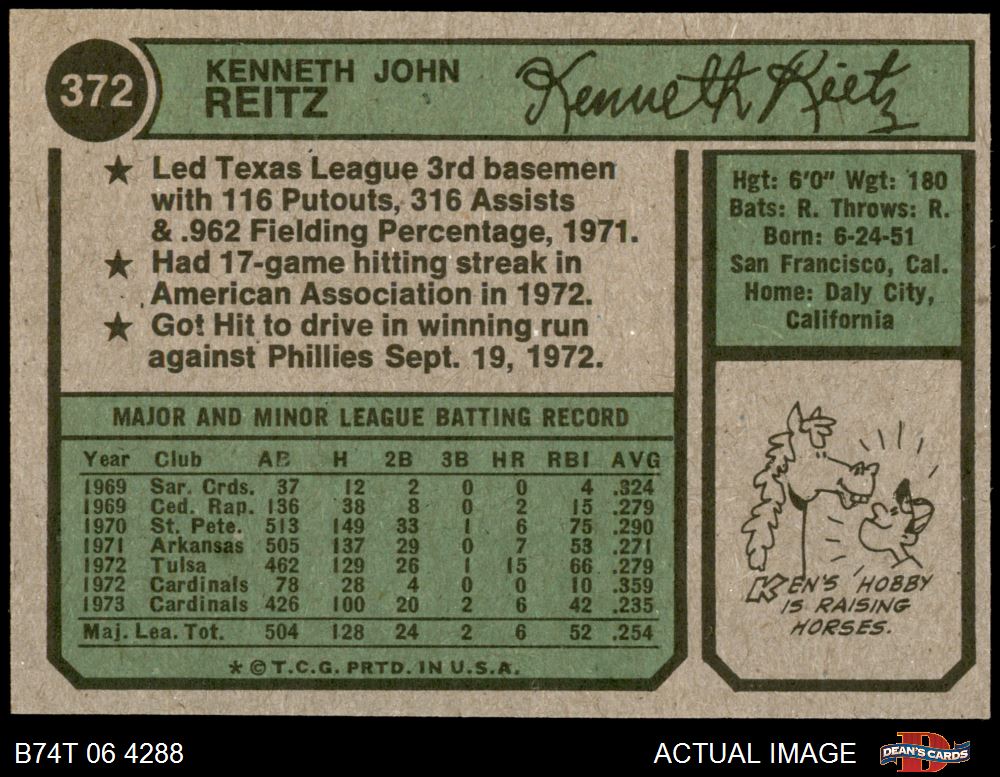 372
KENNETH JOHN
REITZ
Kenneth Reitz
★ Led Texas League 3rd basemen
with 116 Putouts, 316 Assists
& .962 Fielding Percentage, 1971.
★ Had 17-game hitting streak in
American Association in 1972.
★ Got Hit to drive in winning run
against Phillies Sept. 19, 1972.
Hgt: 6'0" Wgt: 180
Bats: R. Throws: R.
Born: 6-24-51
San Francisco, Cal.
Home: Daly City,
California
MAJOR AND MINOR LEAGUE BATTING RECORD
Year Club AB H 2B 3B HR RBI AVG
1969 Sar. Crds. 37 12 2 0 0 4 .324
1969 Ced. Rap. 136 38 8 0 2 15 .279
1970 St. Pete. 513 149 33 1 6 75 .290
1971 Arkansas 505 137 29 0 7 53 .271
1972 Tulsa 462 129 26 1 15 66 .279
1972 Cardinals 78 28 4 0 0 10 .359
1973 Cardinals 426 100 20 2 6 42 .235
Maj. Lea. Tot. 504 128 24 2 6 52 .254
* © T.C.G. PRTD. IN U.S.A.
KEN'S HOBBY
IS RAISING
HORSES.
B74T 06 4288
ACTUAL IMAGE
DEAN'S CARDS